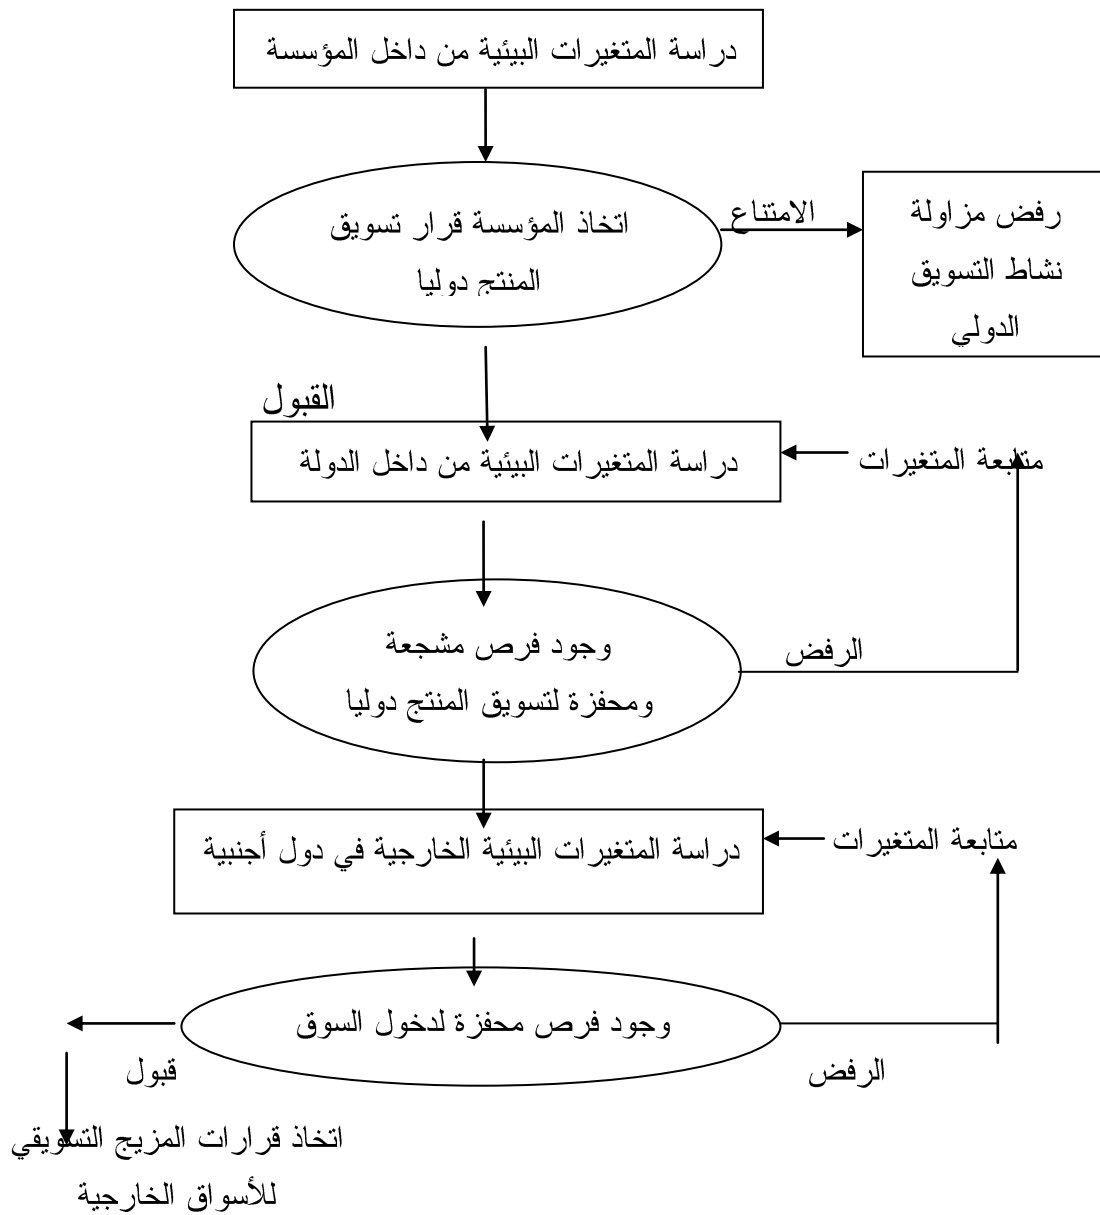 دراسة المتغيرات البيئية من داخل المؤسسة
اتخاذ المؤسسة قرار تسويق
المنتج دوليا
الامتناع
رفض مزاولة
نشاط التسويق
الدولي
القبول
دراسة المتغيرات البيئية من داخل الدولة
متابعة المتغيرات
وجود فرص مشجعة
ومحفزة لتسويق المنتج دوليا
الرفض
دراسة المتغيرات البيئية الخارجية في دول أجنبية
متابعة المتغيرات
وجود فرص محفزة لدخول السوق
الرفض
قبول
اتخاذ قرارات المزيج التسويقي
للأسواق الخارجية